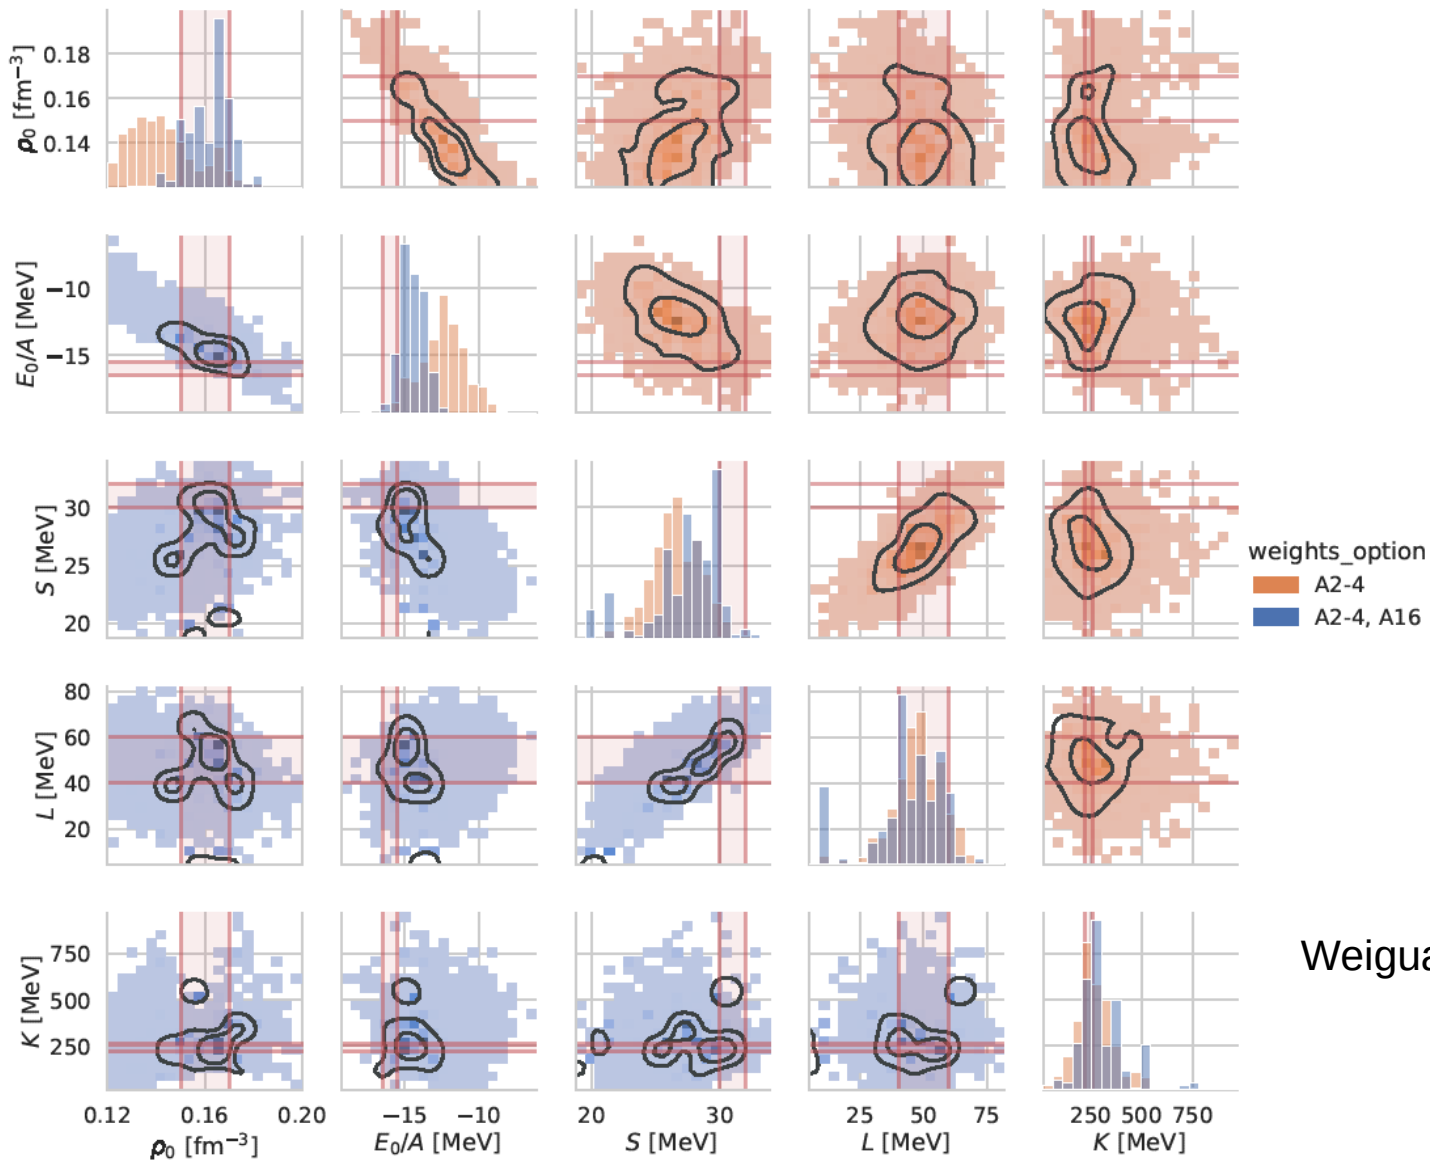 ρ₀ [fm⁻³]
0.18
0.16
0.14
E₀/A [MeV]
−10
−15
S [MeV]
30
25
20
weights_option
A2-4
A2-4, A16
L [MeV]
80
60
40
20
K [MeV]
750
500
250
Weigua
0.12 0.16 0.20 −15 −10 20 30 25 50 75 250 500 750
ρ₀ [fm⁻³] E₀/A [MeV] S [MeV] L [MeV] K [MeV]